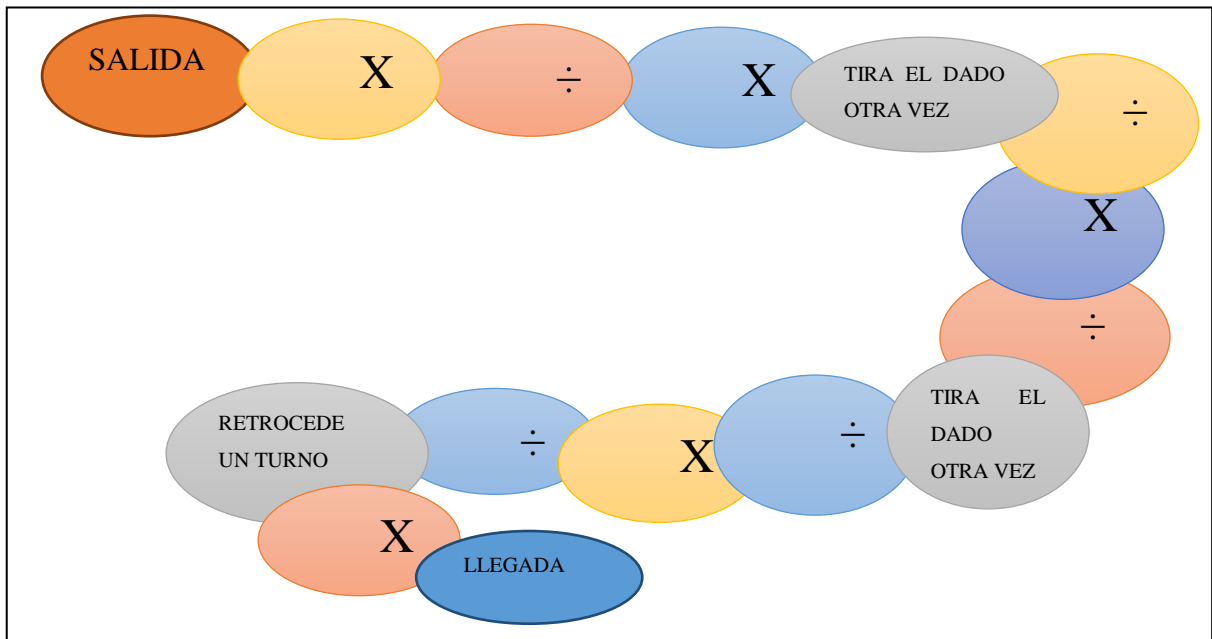 SALIDA
X
÷
X
TIRA EL DADO
OTRA VEZ
÷
X
÷
TIRA EL
DADO
OTRA VEZ
÷
X
÷
RETROCEDE
UN TURNO
X
LLEGADA